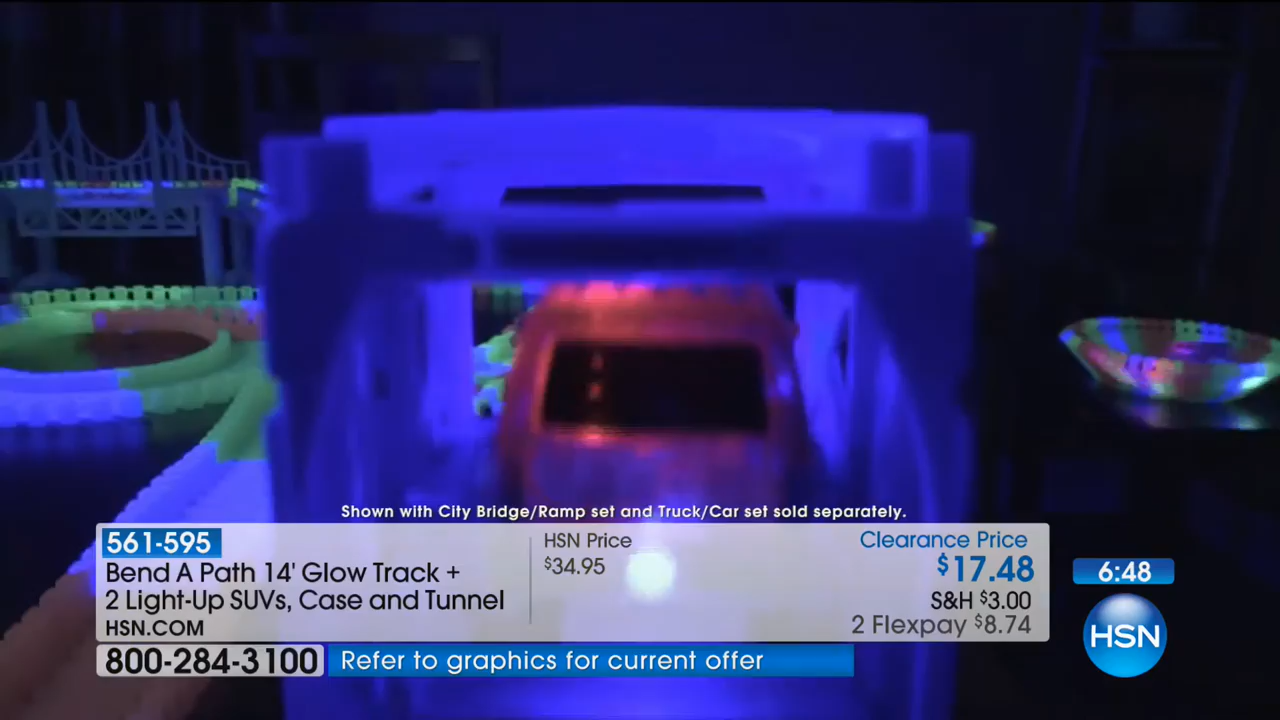 Shown with City Bridge/Ramp set and Truck/Car set sold separately.
561-595
Bend A Path 14' Glow Track +
2 Light-Up SUVs, Case and Tunnel
HSN.COM
HSN Price
$34.95
Clearance Price
$17.48
S&H $3.00
2 Flexpay $8.74
6:48
HSN
800-284-3100
Refer to graphics for current offer